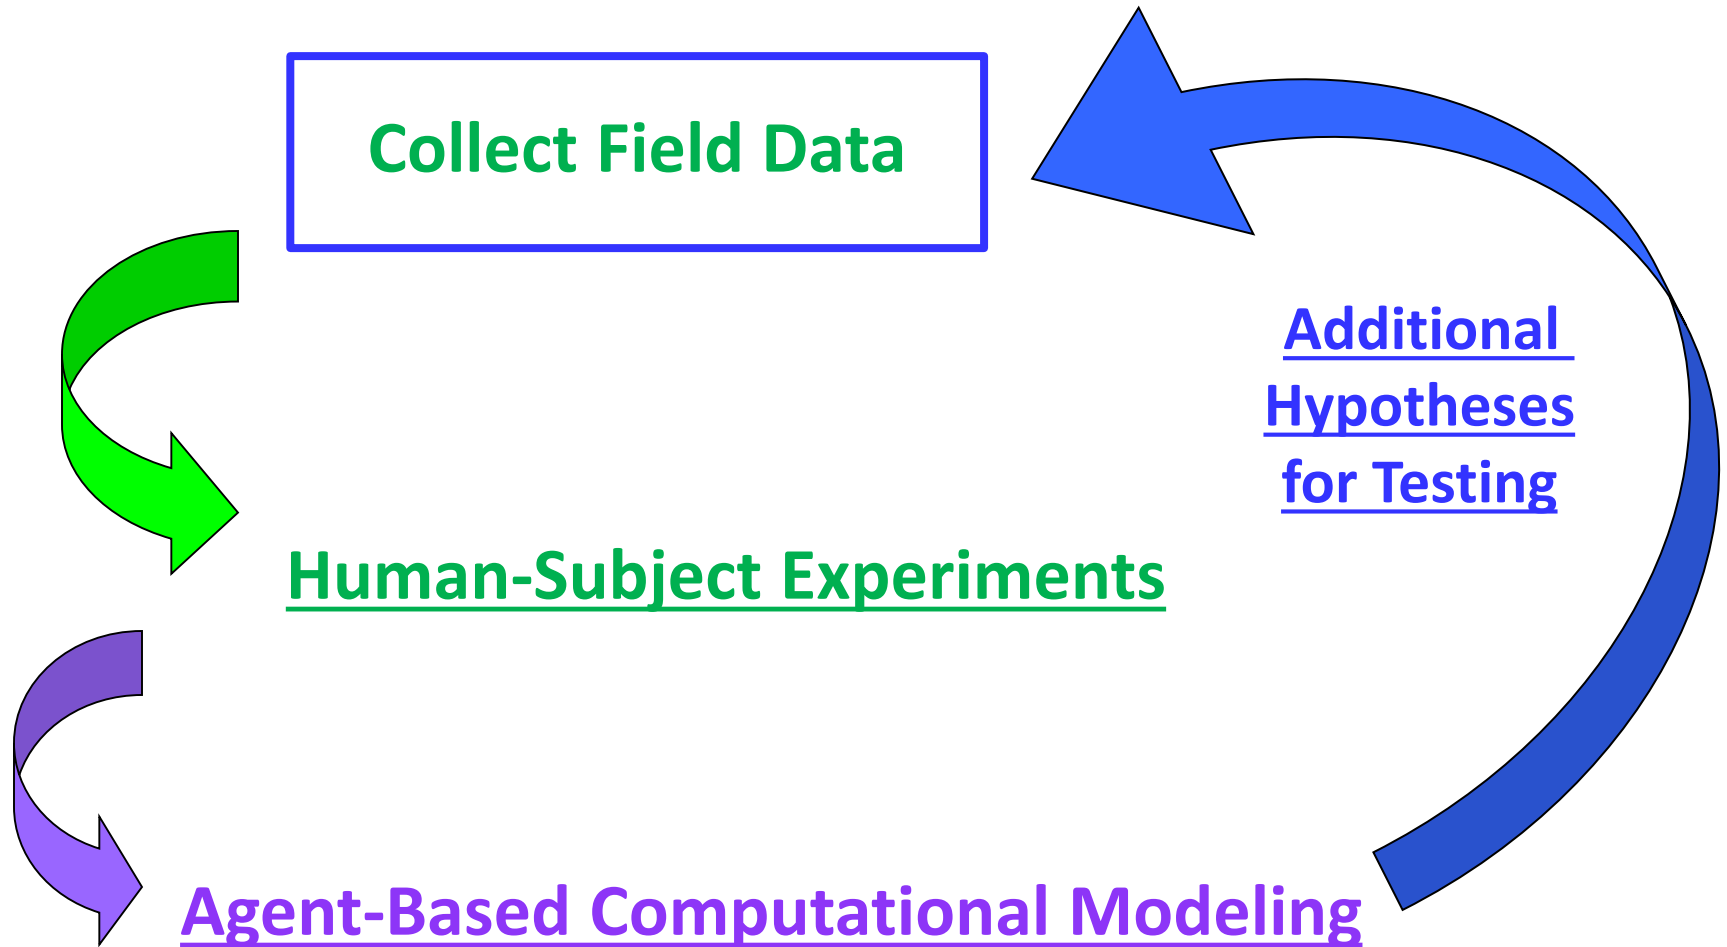 Collect Field Data
Additional
Hypotheses
for Testing
Human-Subject Experiments
Agent-Based Computational Modeling